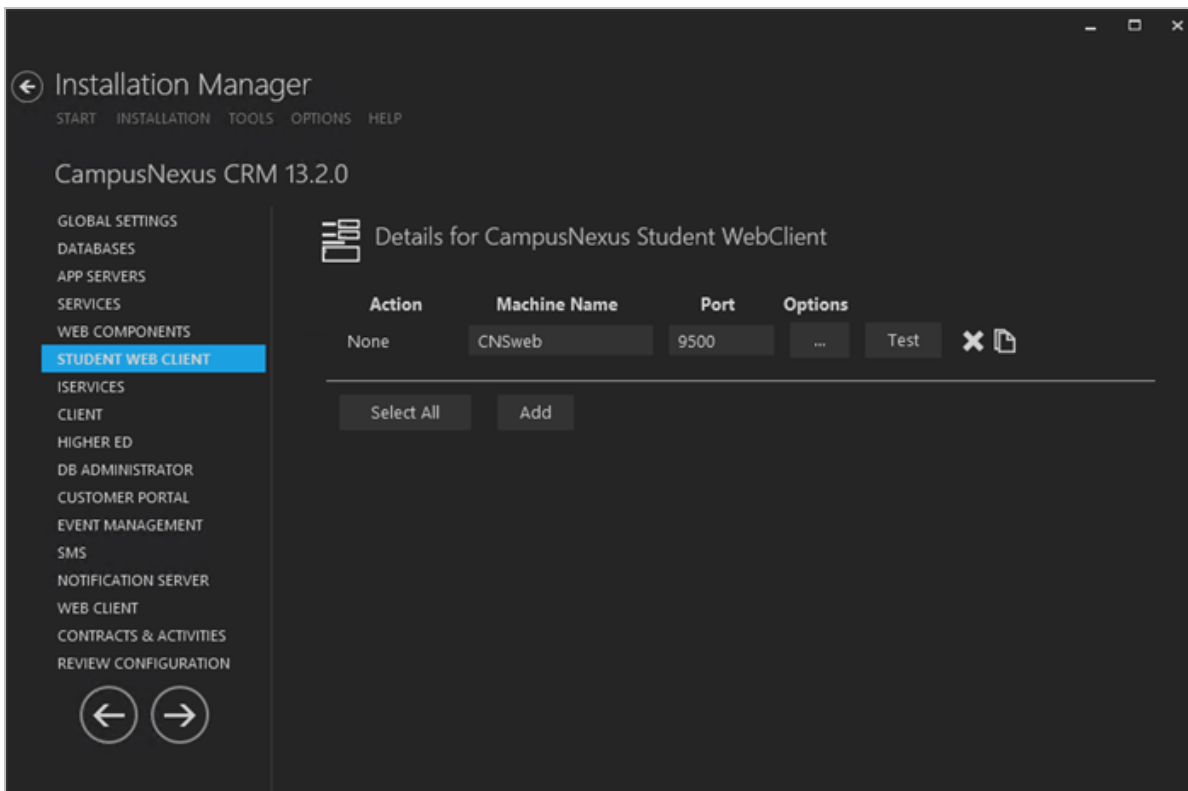 Installation Manager
START INSTALLATION TOOLS OPTIONS HELP
CampusNexus CRM 13.2.0
GLOBAL SETTINGS
DATABASES
APP SERVERS
SERVICES
WEB COMPONENTS
STUDENT WEB CLIENT
ISERVICES
CLIENT
HIGHER ED
DB ADMINISTRATOR
CUSTOMER PORTAL
EVENT MANAGEMENT
SMS
NOTIFICATION SERVER
WEB CLIENT
CONTRACTS & ACTIVITIES
REVIEW CONFIGURATION
Details for CampusNexus Student WebClient
Action Machine Name Port Options
None CNSweb 9500 ... Test
Select All Add